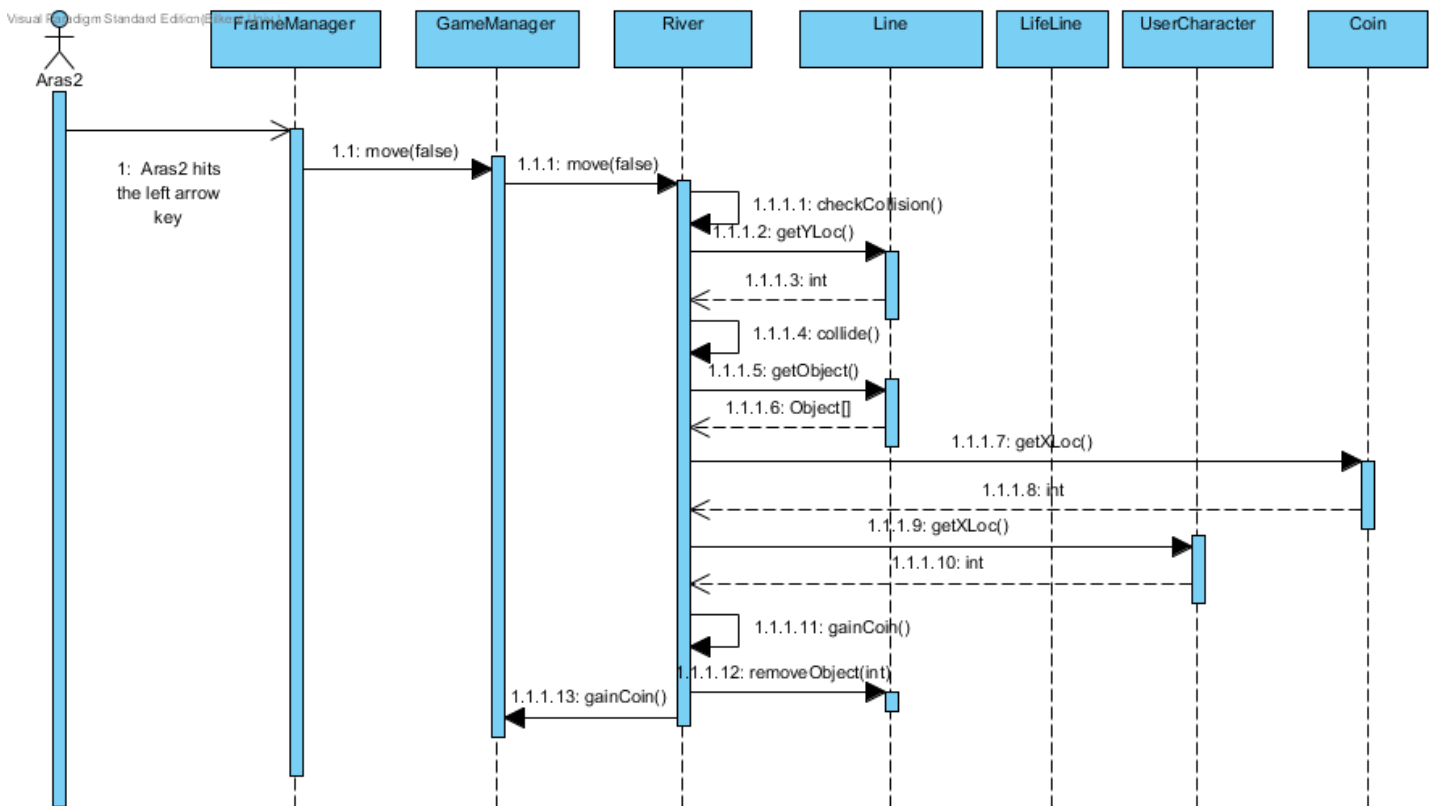 Visual Paradigm Standard Edition(Bilkent Univ.)
FrameManager
GameManager
River
Line
LifeLine
UserCharacter
Coin
Aras2
1: Aras2 hits
the left arrow
key
1.1: move(false)
1.1.1: move(false)
1.1.1.1: checkCollision()
1.1.1.2: getYLoc()
1.1.1.3: int
1.1.1.4: collide()
1.1.1.5: getObject()
1.1.1.6: Object[]
1.1.1.7: getXLoc()
1.1.1.8: int
1.1.1.9: getXLoc()
1.1.1.10: int
1.1.1.11: gainCoin()
1.1.1.12: removeObject(int)
1.1.1.13: gainCoin()